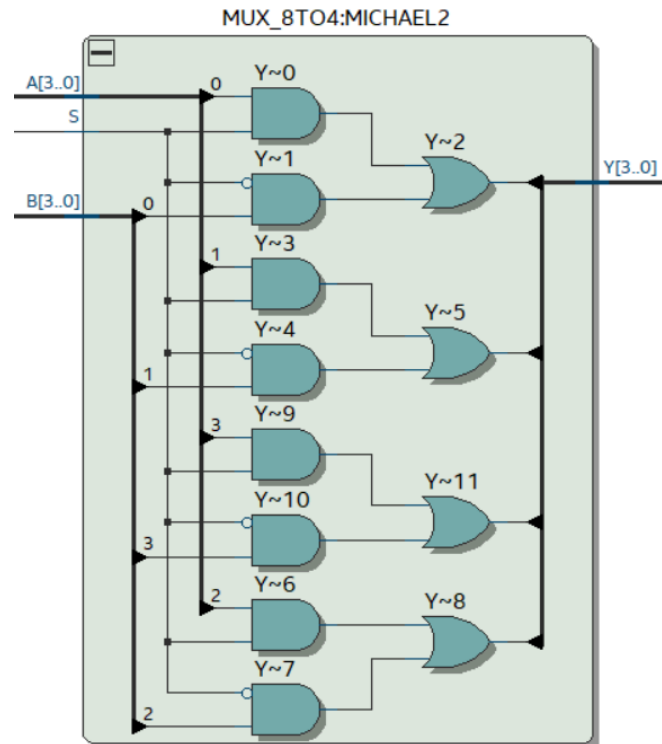 MUX_8TO4:MICHAEL2
A[3..0]
S
B[3..0]
0
Y~0
Y~1
0
Y~2
Y[3..0]
1
Y~3
Y~4
1
Y~5
3
Y~9
Y~10
3
Y~11
2
Y~6
Y~7
2
Y~8